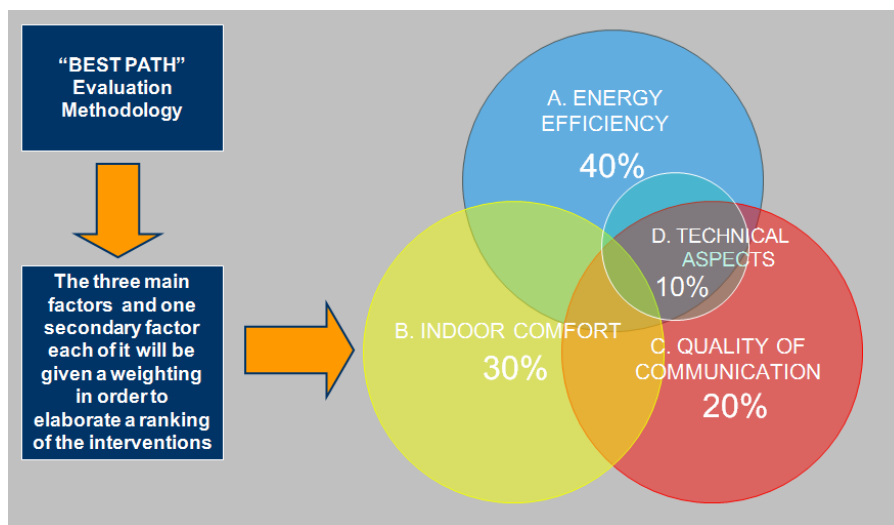 “BEST PATH”
Evaluation
Methodology
The three main
factors and one
secondary factor
each of it will be
given a weighting
in order to
elaborate a ranking
of the interventions
A. ENERGY
EFFICIENCY
40%
D. TECHNICAL
ASPECTS
10%
B. INDOOR COMFORT
30%
C. QUALITY OF
COMMUNICATION
20%